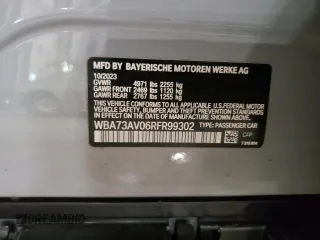 MFD BY BAYERISCHE MOTOREN WERKE AG
10/2023
GVWR 4971 lbs 2255 kg
GAWR FRONT 2469 lbs 1120 kg
GAWR REAR 2767 lbs 1255 kg
THIS VEHICLE CONFORMS TO ALL APPLICABLE
U.S. FEDERAL MOTOR VEHICLE SAFETY,
BUMPER, AND THEFT PREVENTION STANDARDS
IN EFFECT ON THE DATE OF MANUFACTURE SHOWN ABOVE.
WBA73AV06RFR99302 TYPE: PASSENGER CAR
DREAMBID